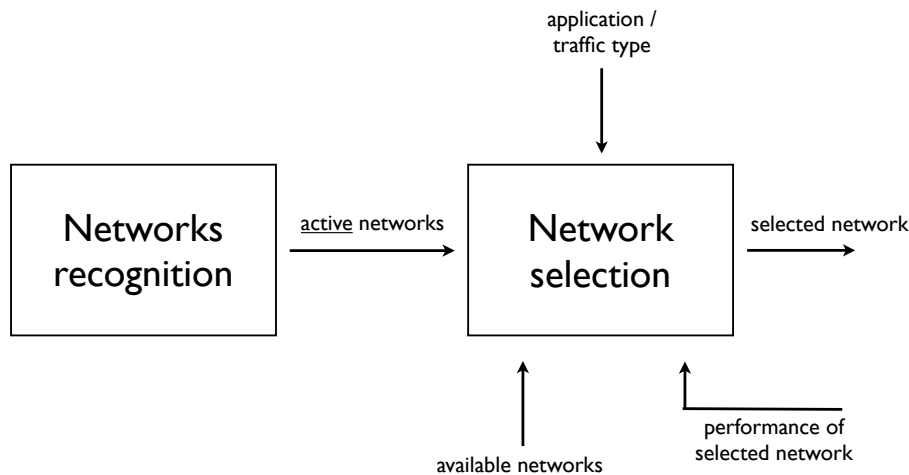 application /
traffic type
Networks
recognition
active networks
Network
selection
selected network
available networks
performance of
selected network